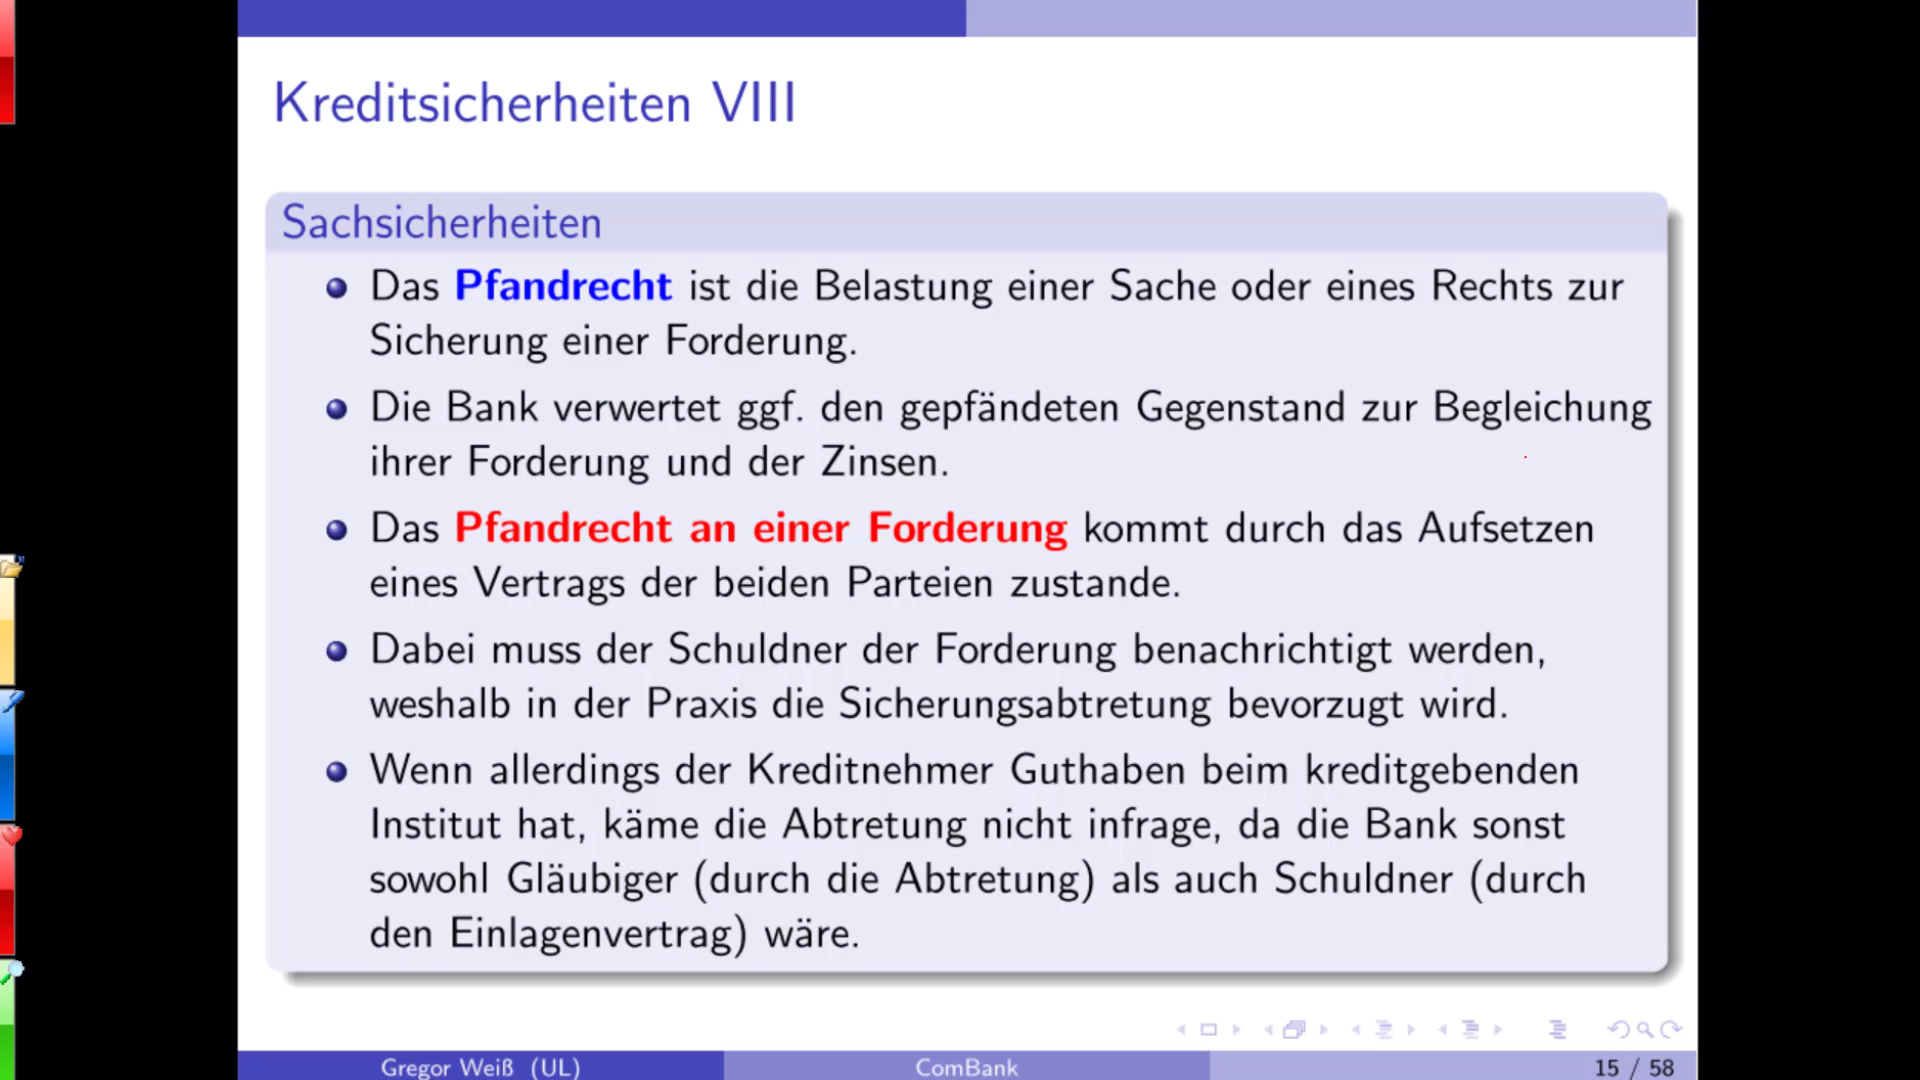 Kreditsicherheiten VIII
Sachsicherheiten
Das Pfandrecht ist die Belastung einer Sache oder eines Rechts zur
Sicherung einer Forderung.
Die Bank verwertet ggf. den gepfändeten Gegenstand zur Begleichung
ihrer Forderung und der Zinsen.
Das Pfandrecht an einer Forderung kommt durch das Aufsetzen
eines Vertrags der beiden Parteien zustande.
Dabei muss der Schuldner der Forderung benachrichtigt werden,
weshalb in der Praxis die Sicherungsabtretung bevorzugt wird.
Wenn allerdings der Kreditnehmer Guthaben beim kreditgebenden
Institut hat, käme die Abtretung nicht infrage, da die Bank sonst
sowohl Gläubiger (durch die Abtretung) als auch Schuldner (durch
den Einlagenvertrag) wäre.
Gregor Weiß (UL) ComBank 15 / 58